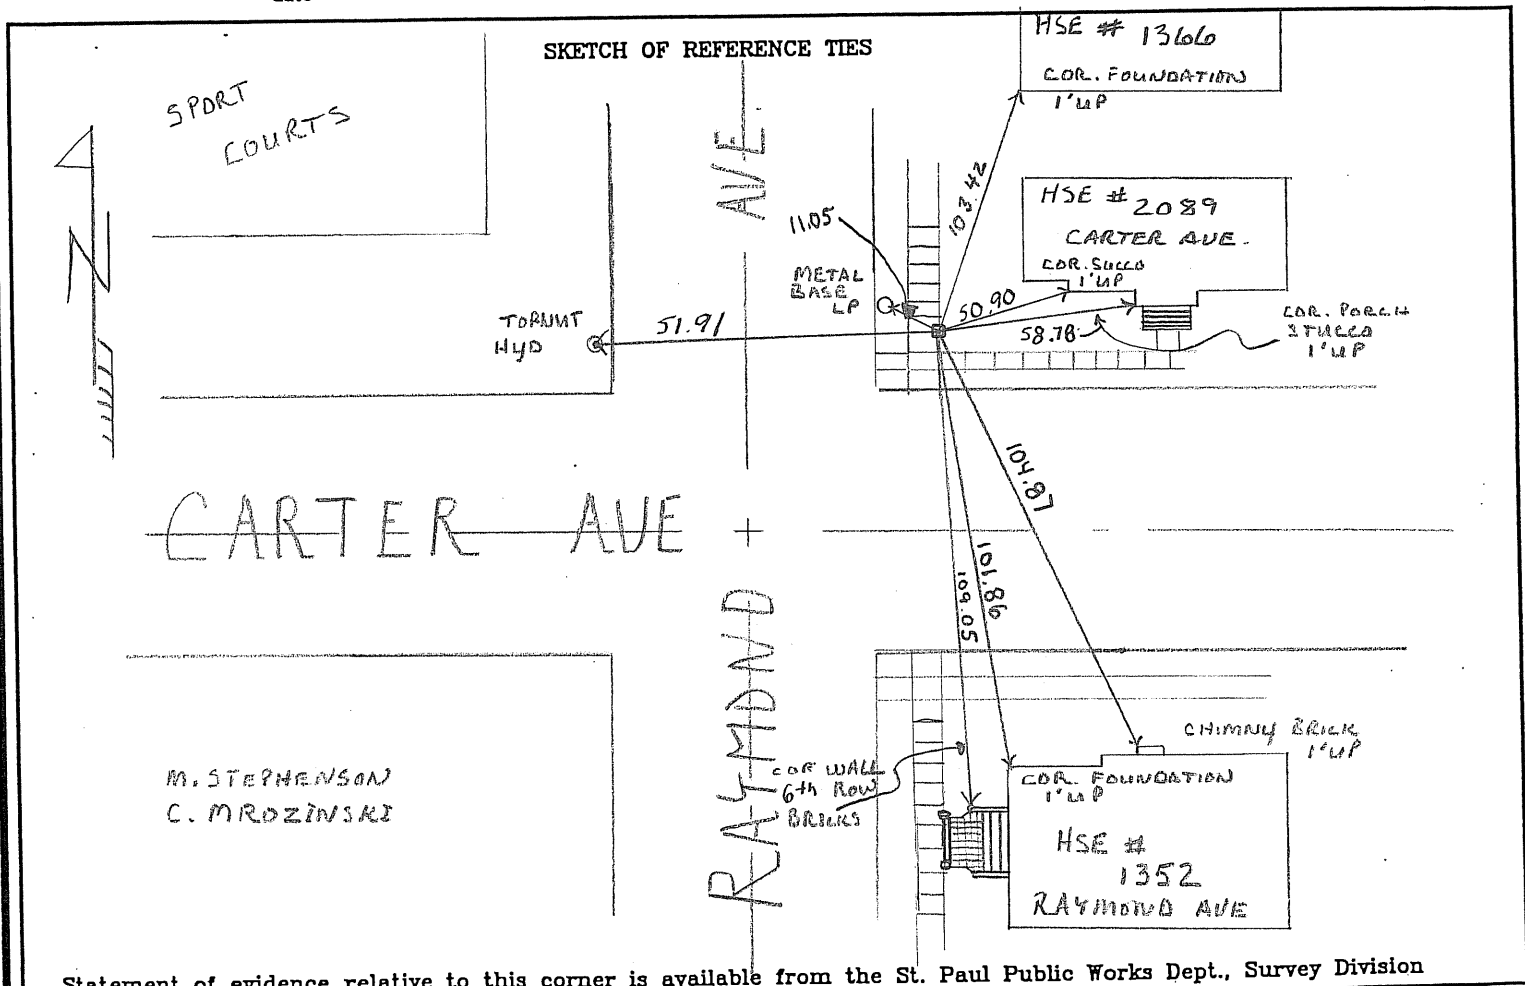 SKETCH OF REFERENCE TIES
HSE # 1366
COR. FOUNDATION
1'UP
SPORT
COURTS
AVE.
N
103.42
HSE # 2089
CARTER AVE.
COR. SUCCO
1'UP
11.05
METAL
BASE
LP
50.90
58.78
COR. PORCH
STUCCO
1'UP
TOPNUT
HYD
51.91
104.87
CARTER AVE
101.86
109.05
RAYMOND
CHIMNY BRICK
1'UP
M. STEPHENSON
C. MROZINSKI
COR WALL
6th ROW
BRICKS
COR. FOUNDATION
1'UP
HSE #
1352
RAYMOND AVE
Statement of evidence relative to this corner is available from the St. Paul Public Works Dept., Survey Division